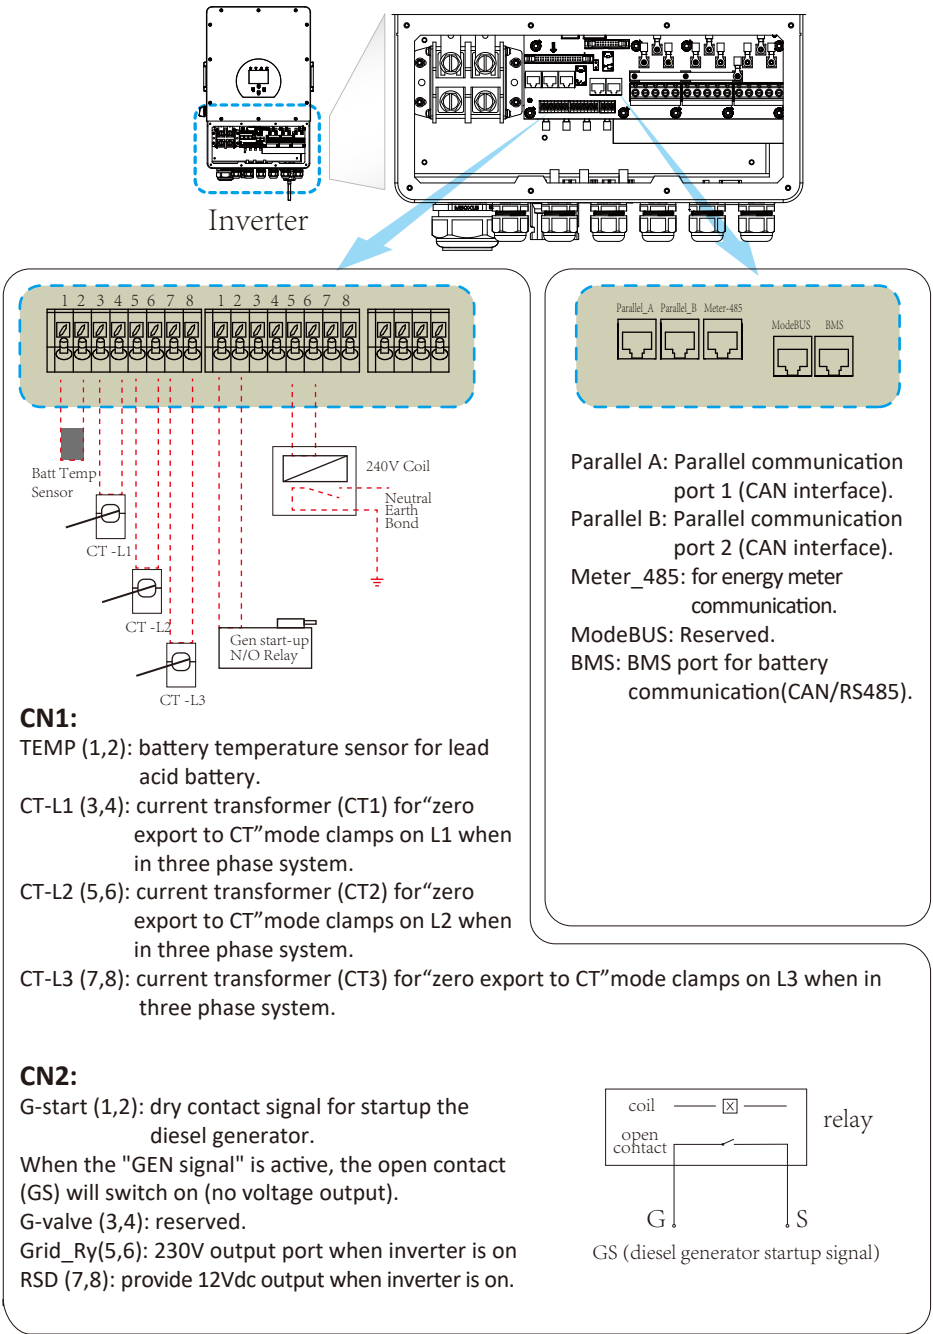 Inverter
1 2 3 4 5 6 7 8 1 2 3 4 5 6 7 8
Batt Temp
Sensor
CT -L1
CT -L2
CT -L3
Gen start-up
N/O Relay
240V Coil
Neutral
Earth
Bond
Parallel_A Parallel_B Meter-485
ModeBUS BMS
Parallel A: Parallel communication
port 1 (CAN interface).
Parallel B: Parallel communication
port 2 (CAN interface).
Meter_485: for energy meter
communication.
ModeBUS: Reserved.
BMS: BMS port for battery
communication(CAN/RS485).
CN1:
TEMP (1,2): battery temperature sensor for lead
acid battery.
CT-L1 (3,4): current transformer (CT1) for“zero
export to CT”mode clamps on L1 when
in three phase system.
CT-L2 (5,6): current transformer (CT2) for“zero
export to CT”mode clamps on L2 when
in three phase system.
CT-L3 (7,8): current transformer (CT3) for“zero export to CT”mode clamps on L3 when in
three phase system.
CN2:
G-start (1,2): dry contact signal for startup the
diesel generator.
When the "GEN signal" is active, the open contact
(GS) will switch on (no voltage output).
G-valve (3,4): reserved.
Grid_Ry(5,6): 230V output port when inverter is on
RSD (7,8): provide 12Vdc output when inverter is on.
coil
open
contact
relay
G S
GS (diesel generator startup signal)